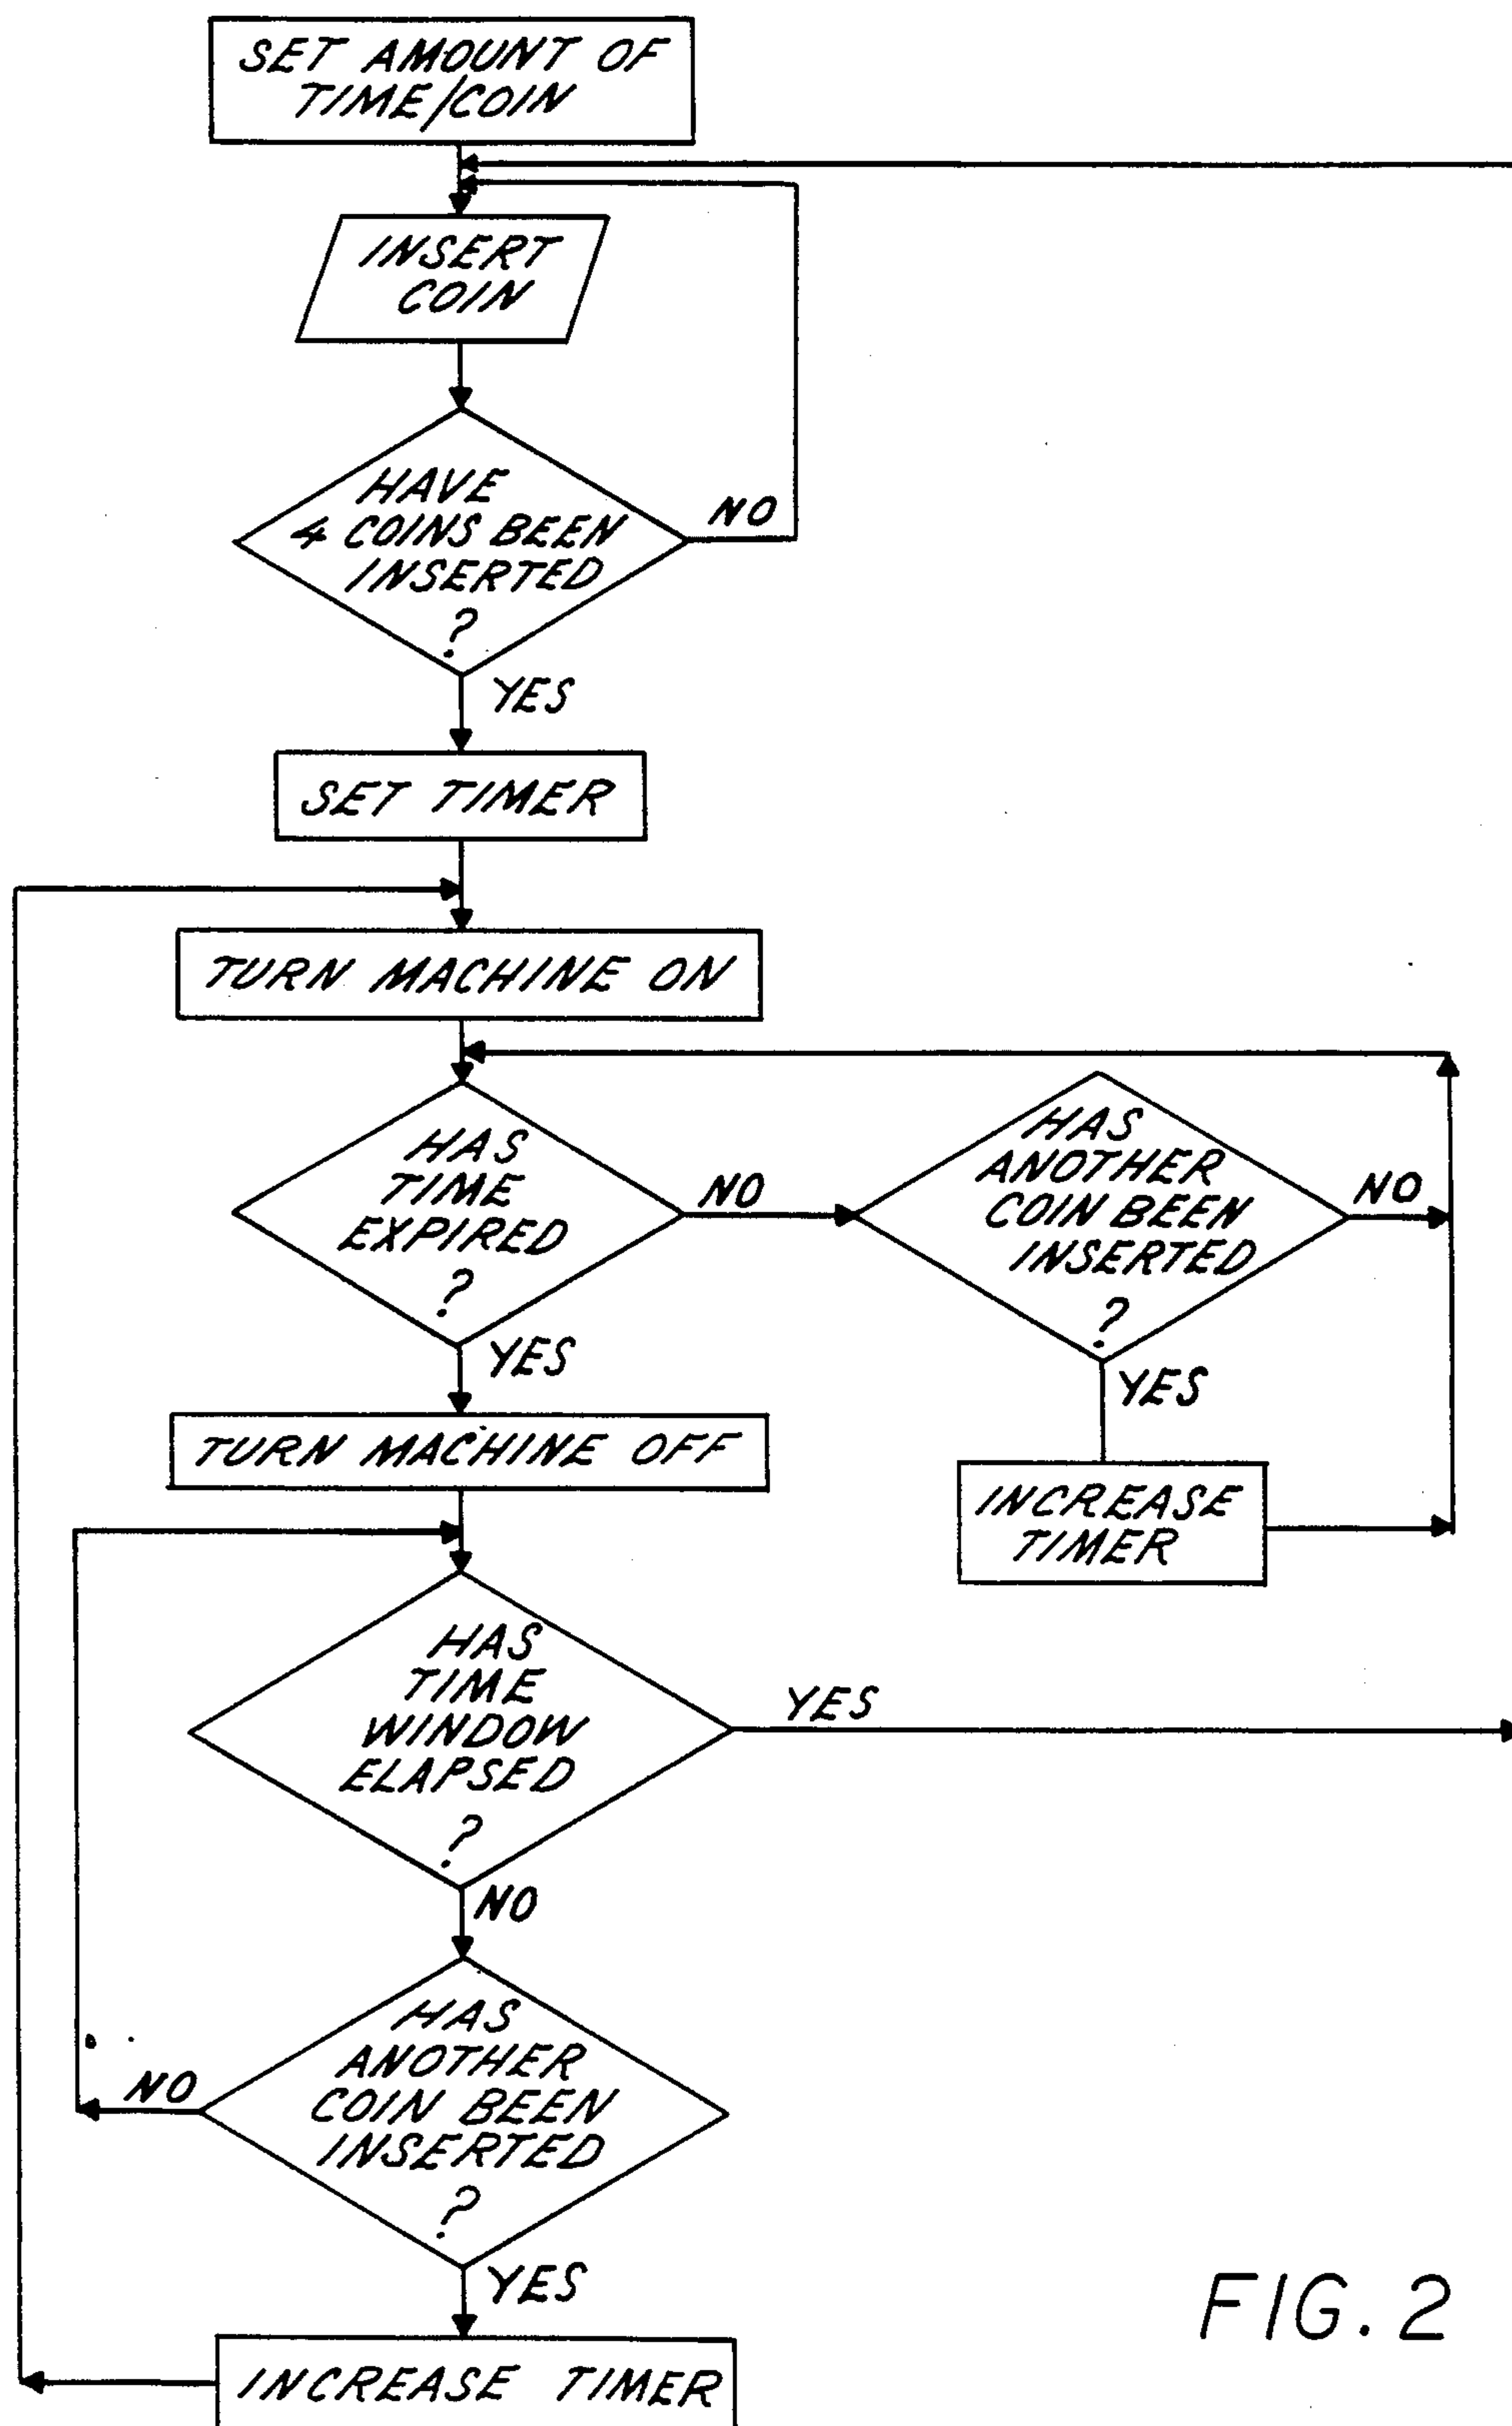 SET AMOUNT OF
TIME/COIN
INSERT
COIN
HAVE
4 COINS BEEN
INSERTED
?
NO
YES
SET TIMER
TURN MACHINE ON
HAS
TIME
EXPIRED
?
NO
HAS
ANOTHER
COIN BEEN
INSERTED
?
NO
YES
YES
TURN MACHINE OFF
INCREASE
TIMER
HAS
TIME
WINDOW
ELAPSED
?
YES
NO
HAS
ANOTHER
COIN BEEN
INSERTED
?
NO
YES
INCREASE TIMER
FIG. 2